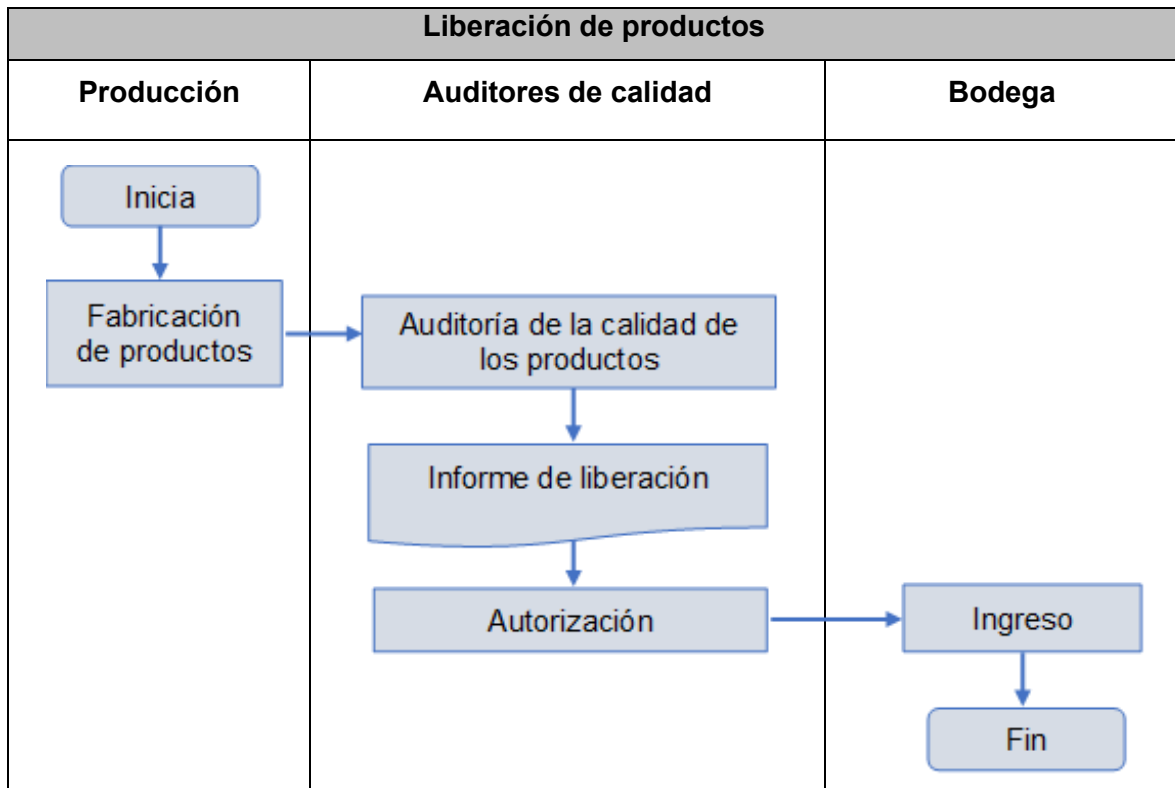 Liberación de productos
Producción
Auditores de calidad
Bodega
Inicia
Fabricación
de productos
Auditoría de la calidad de
los productos
Informe de liberación
Autorización
Ingreso
Fin